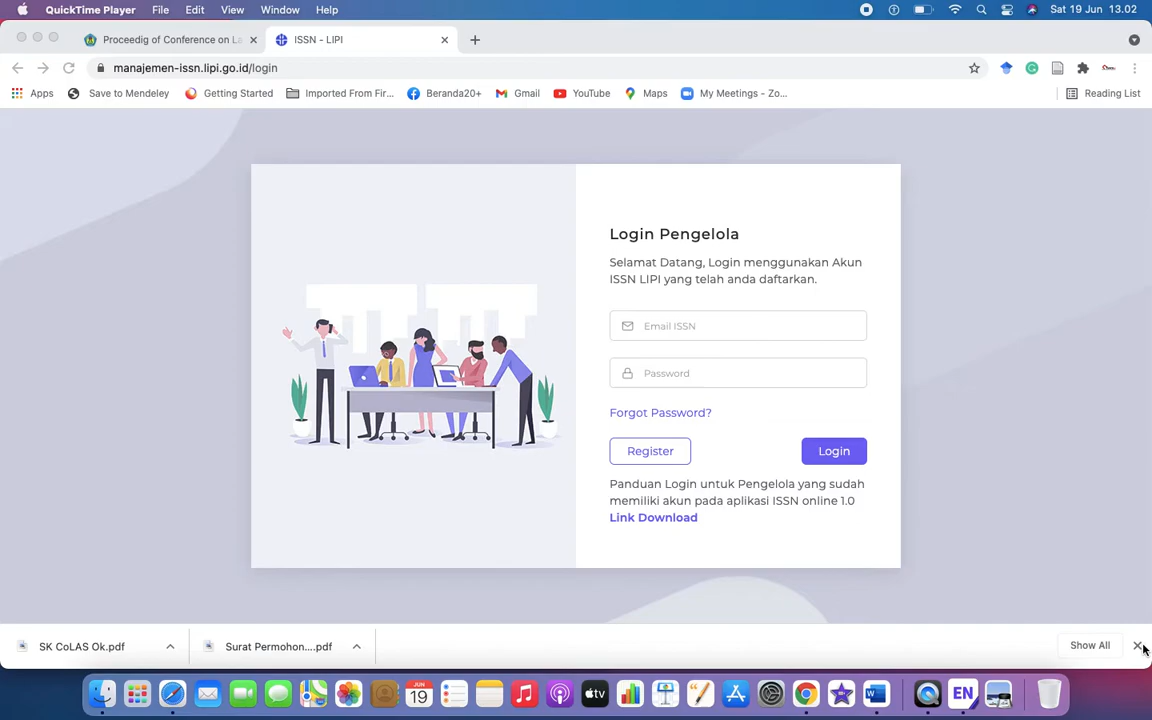 QuickTime Player File Edit View Window Help Sat 19 Jun 13.02
Proceedig of Conference on La
ISSN - LIPI
manajemen-issn.lipi.go.id/login
Apps Save to Mendeley Getting Started Imported From Fir... Beranda20+ Gmail YouTube Maps My Meetings - Zo... Reading List
Login Pengelola
Selamat Datang, Login menggunakan Akun
ISSN LIPI yang telah anda daftarkan.
Email ISSN
Password
Forgot Password?
Register Login
Panduan Login untuk Pengelola yang sudah
memiliki akun pada aplikasi ISSN online 1.0
Link Download
SK CoLAS Ok.pdf Surat Permohon....pdf Show All
JUN
19
tv
EN